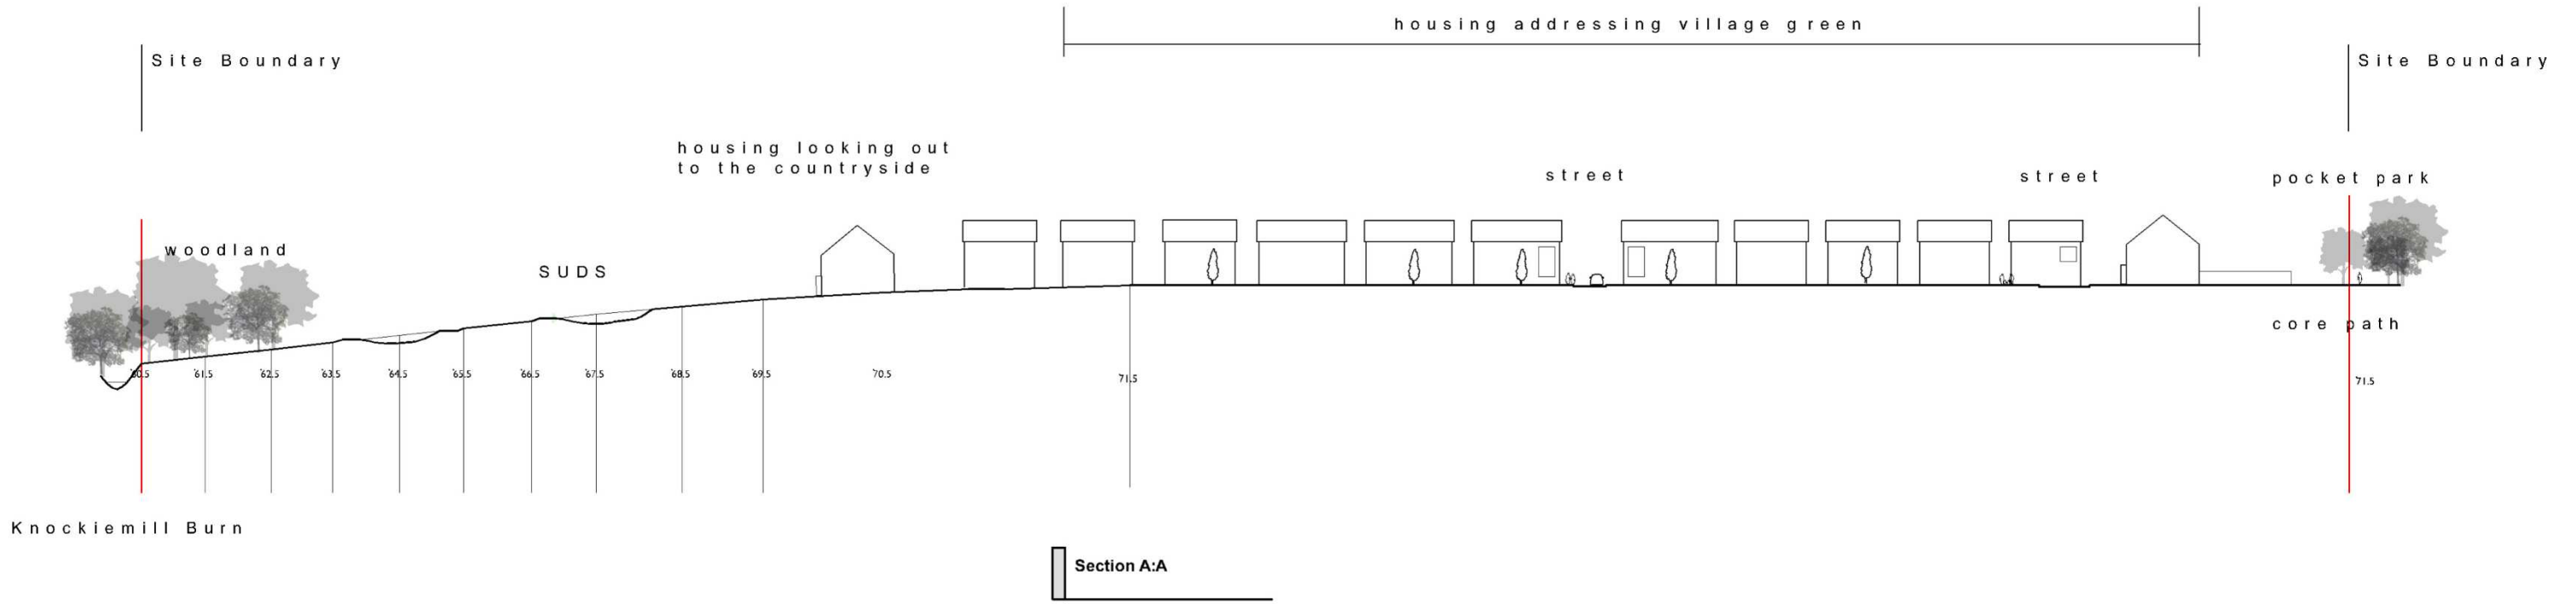 housing addressing village green
Site Boundary
Site Boundary
housing looking out
to the countryside
street
street
pocket park
woodland
SUDS
core path
60.5
61.5
62.5
63.5
64.5
65.5
66.5
67.5
68.5
69.5
70.5
71.5
71.5
Knockiemill Burn
Section A:A